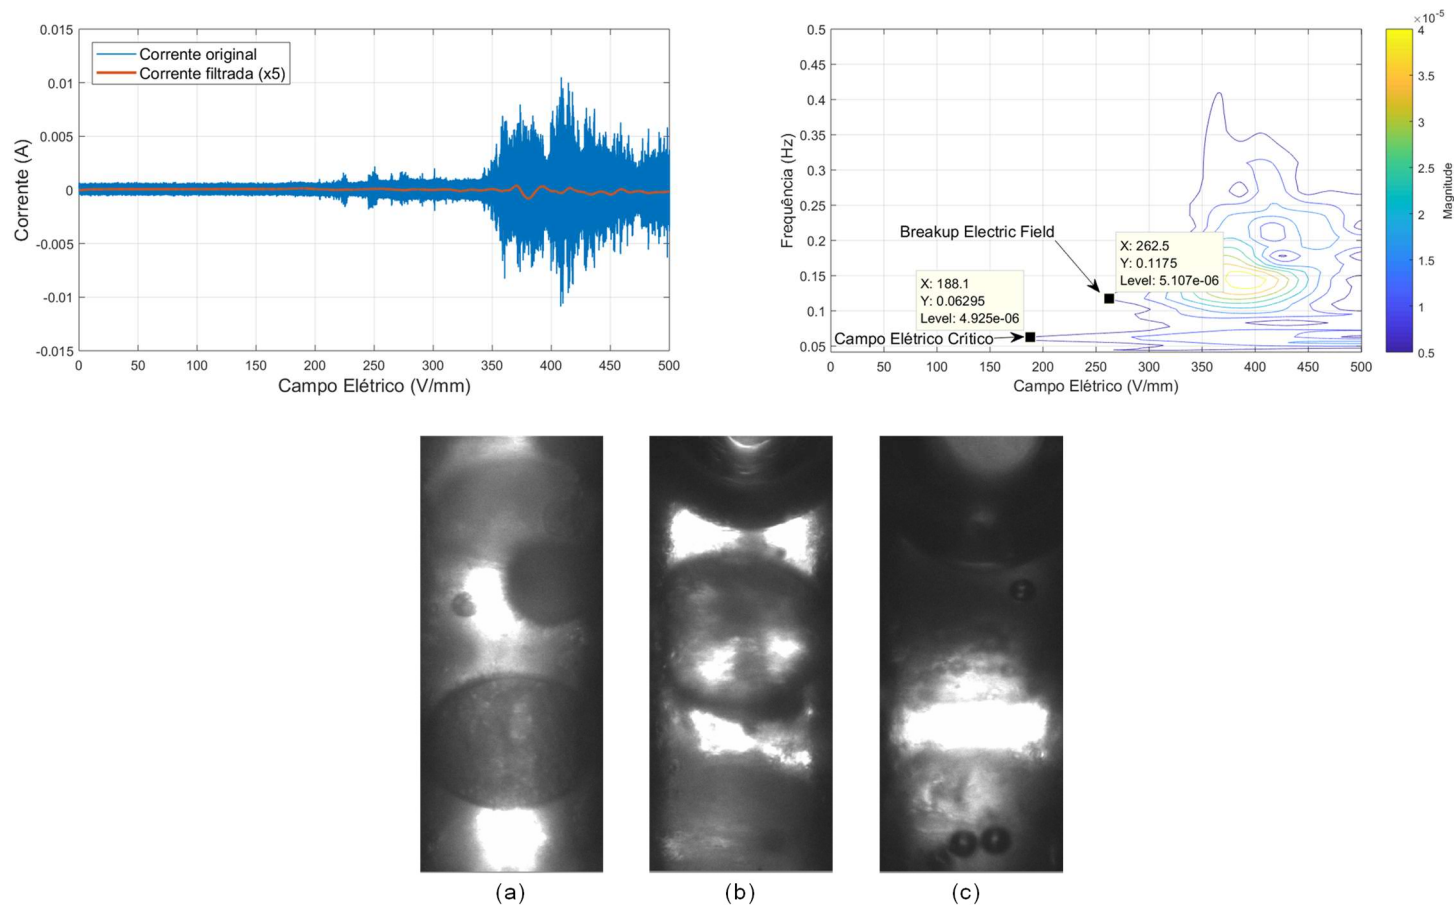 0.015
0.01
0.005
0
-0.005
-0.01
-0.015
Corrente (A)
Corrente original
Corrente filtrada (x5)
0 50 100 150 200 250 300 350 400 450 500
Campo Elétrico (V/mm)
0.5
0.45
0.4
0.35
0.3
0.25
0.2
0.15
0.1
0.05
Frequência (Hz)
Breakup Electric Field
X: 262.5
Y: 0.1175
Level: 5.107e-06
X: 188.1
Y: 0.06295
Level: 4.925e-06
Campo Elétrico Crítico
0 50 100 150 200 250 300 350 400 450 500
Campo Elétrico (V/mm)
×10⁻⁵
4
3.5
3
2.5
2
1.5
1
0.5
Magnitude
(a) (b) (c)